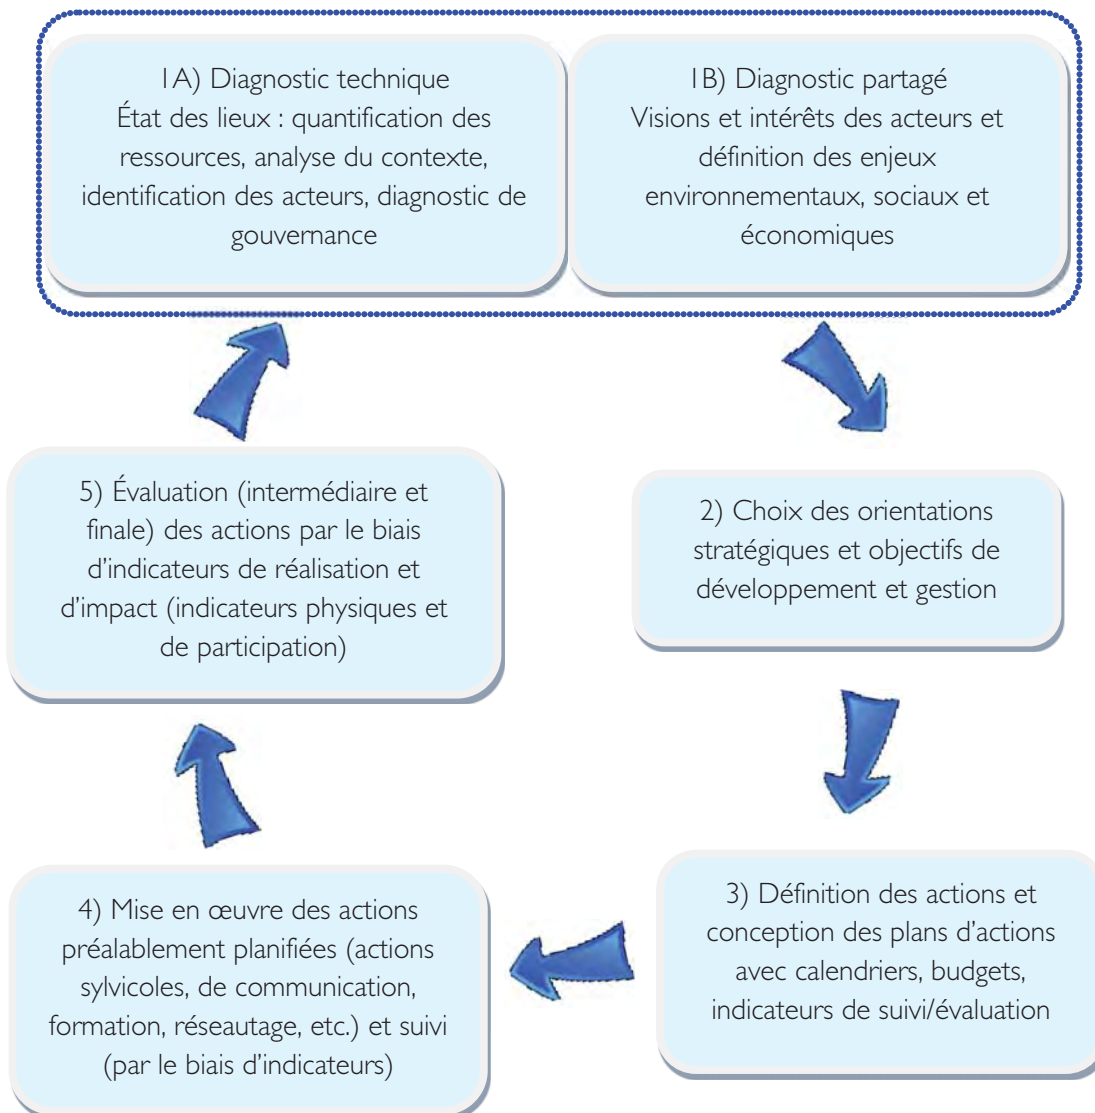 1A) Diagnostic technique
État des lieux : quantification des
ressources, analyse du contexte,
identification des acteurs, diagnostic de
gouvernance
1B) Diagnostic partagé
Visions et intérêts des acteurs et
définition des enjeux
environnementaux, sociaux et
économiques
2) Choix des orientations
stratégiques et objectifs de
développement et gestion
3) Définition des actions et
conception des plans d’actions
avec calendriers, budgets,
indicateurs de suivi/évaluation
4) Mise en œuvre des actions
préalablement planifiées (actions
sylvicoles, de communication,
formation, réseautage, etc.) et suivi
(par le biais d’indicateurs)
5) Évaluation (intermédiaire et
finale) des actions par le biais
d’indicateurs de réalisation et
d’impact (indicateurs physiques et
de participation)